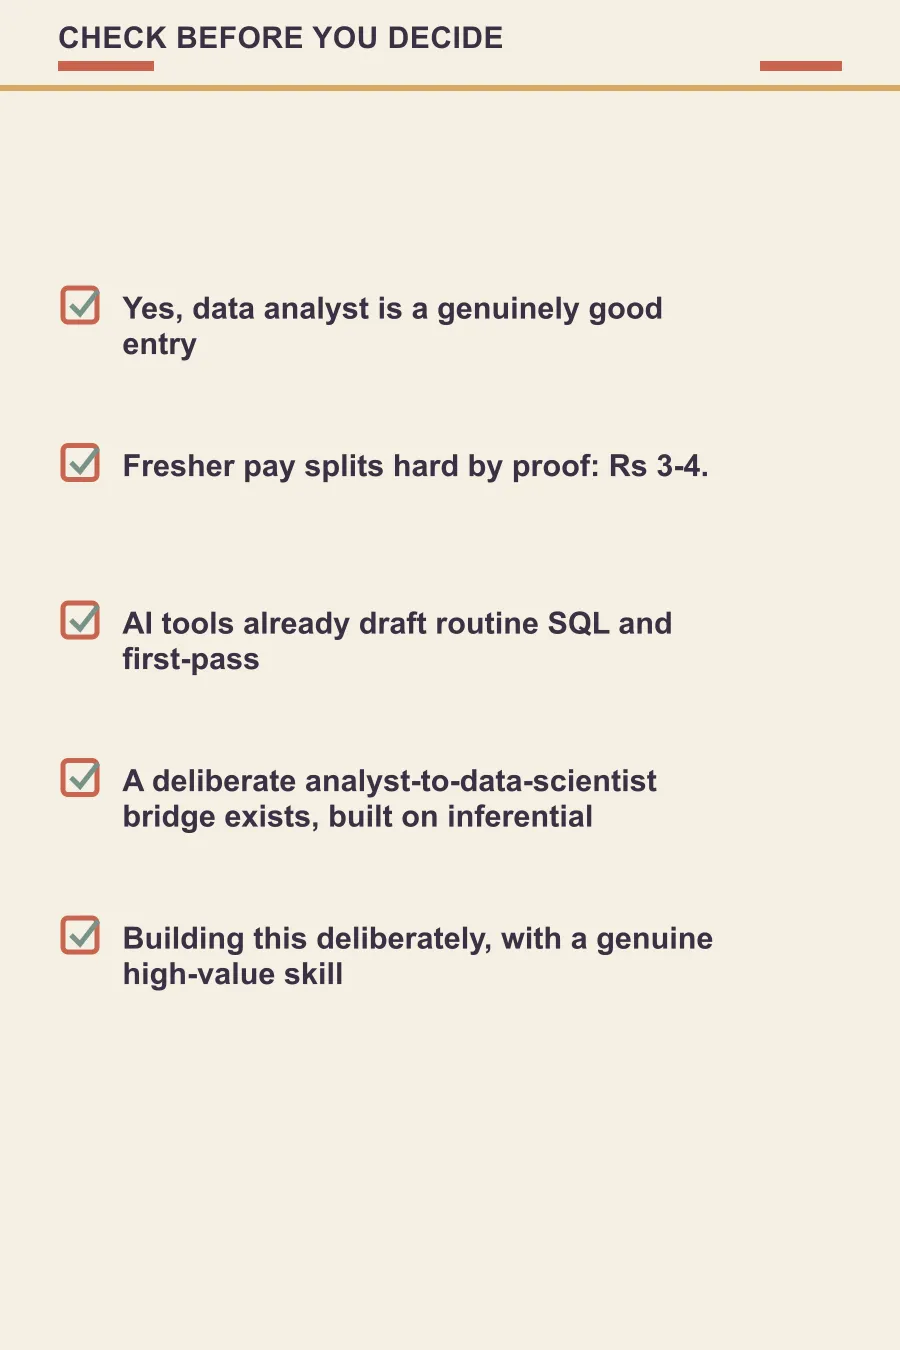 CHECK BEFORE YOU DECIDE
Yes, data analyst is a genuinely good
entry
Fresher pay splits hard by proof: Rs 3-4.
AI tools already draft routine SQL and
first-pass
A deliberate analyst-to-data-scientist
bridge exists, built on inferential
Building this deliberately, with a genuine
high-value skill